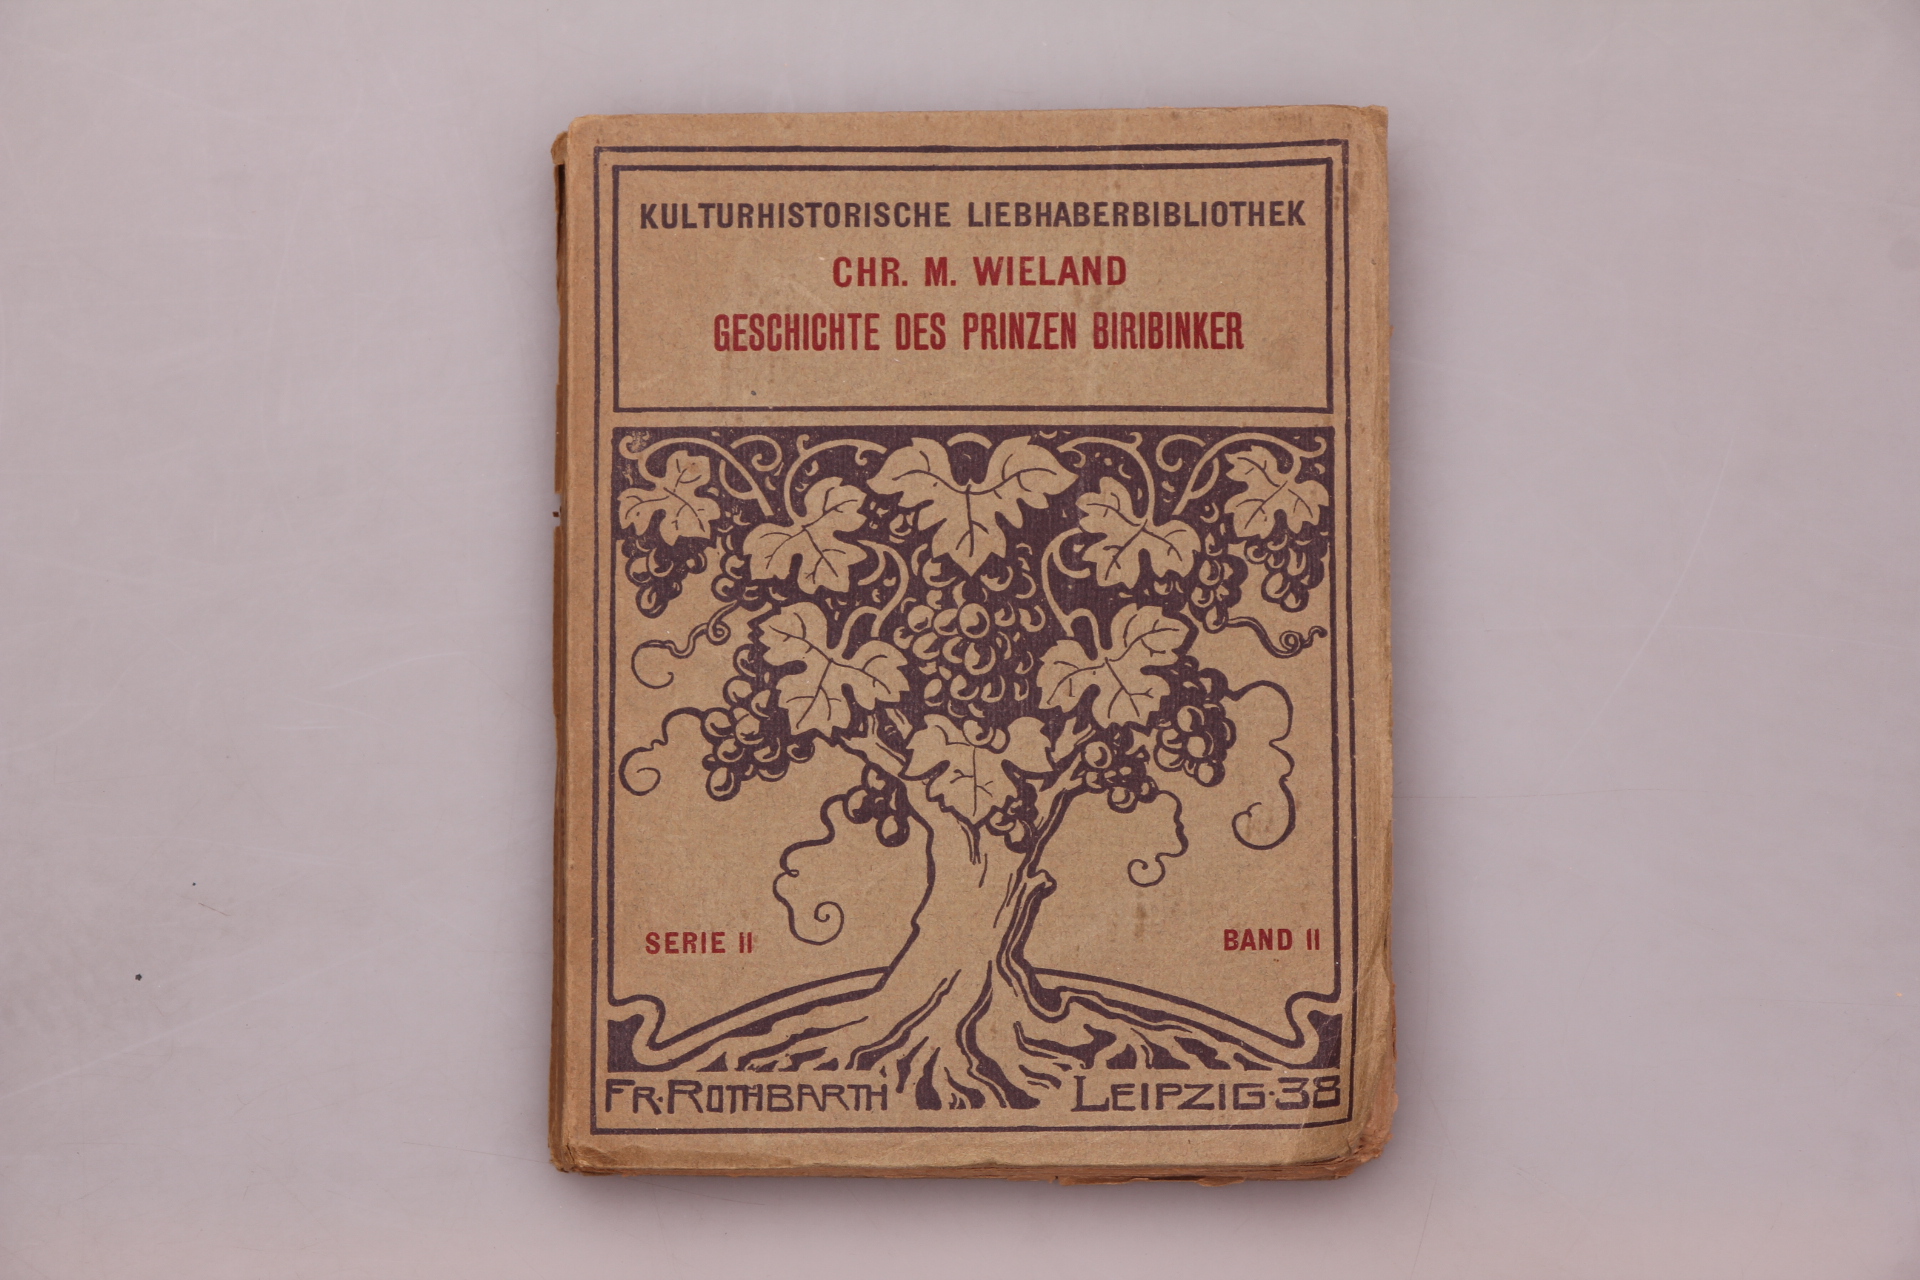 KULTURHISTORISCHE LIEBHABERBIBLIOTHEK
CHR. M. WIELAND
GESCHICHTE DES PRINZEN BIRIBINKER
SERIE II BAND II
FR. ROTHBARTH LEIPZIG·38